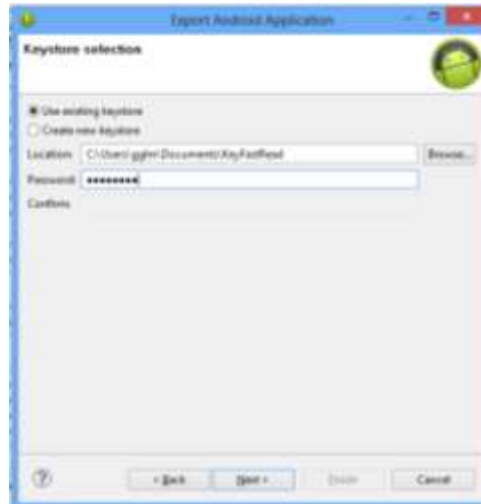 Export Android Application
Keystore selection
Use existing keystore
Create new keystore
Location: Browse...
Password: •••••••••
Confirm:
? < Back Next > Finish Cancel